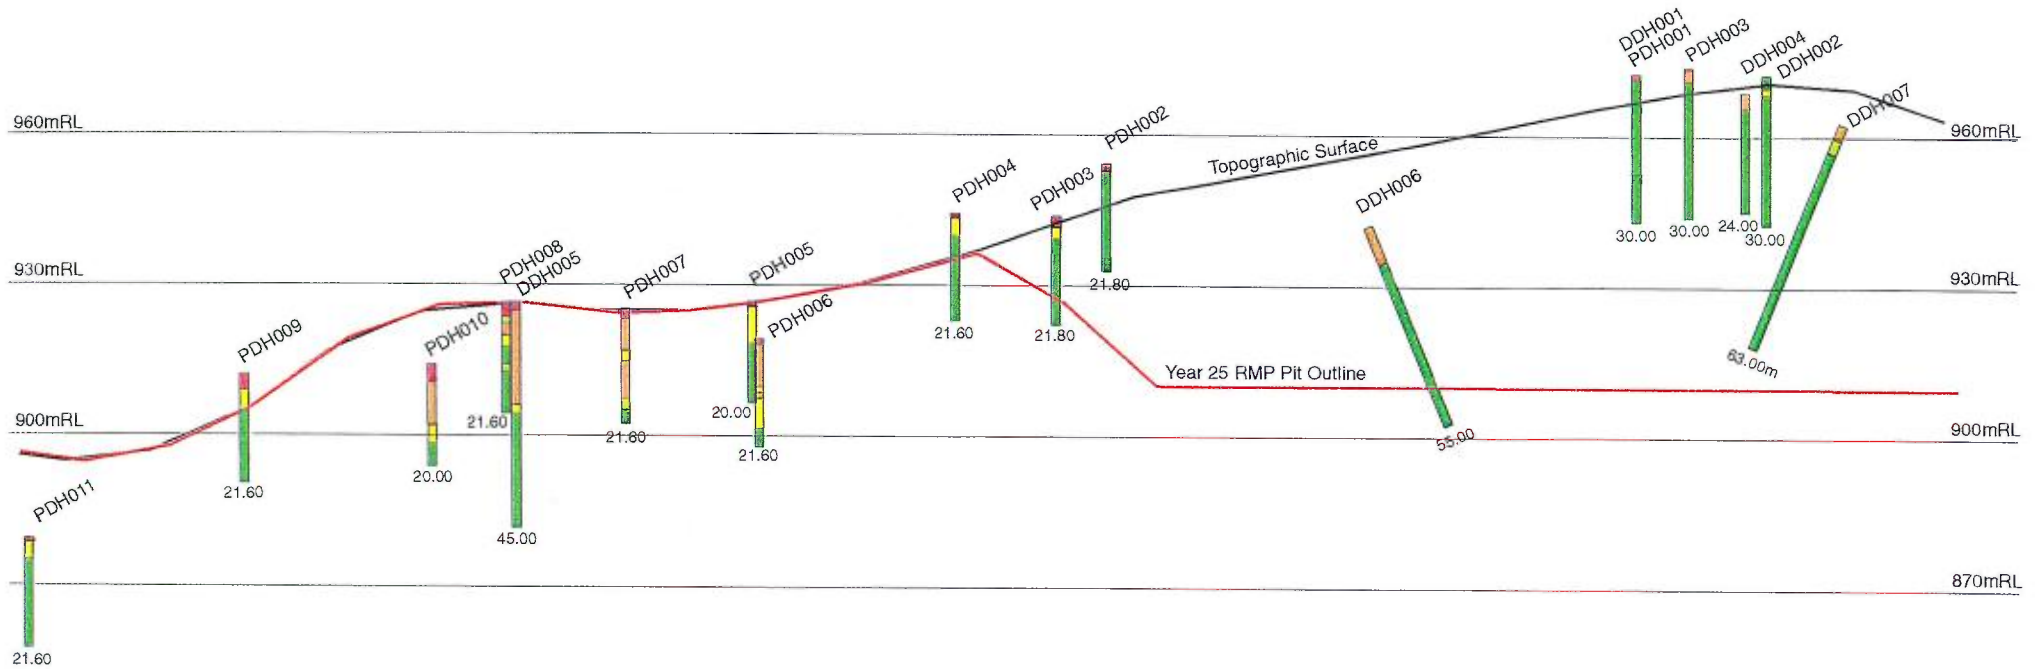 DDH001
PDH001
PDH003
DDH004
DDH002
DDH007
960mRL
960mRL
PDH002
Topographic Surface
PDH004
PDH003
DDH006
30.00
30.00
24.00
30.00
930mRL
930mRL
PDH008
DDH005
PDH007
PDH005
21.80
PDH009
PDH010
PDH006
21.60
21.80
63.00m
Year 25 RMP Pit Outline
900mRL
900mRL
21.60
21.60
20.00
21.60
55.00
20.00
21.60
PDH011
45.00
870mRL
21.60